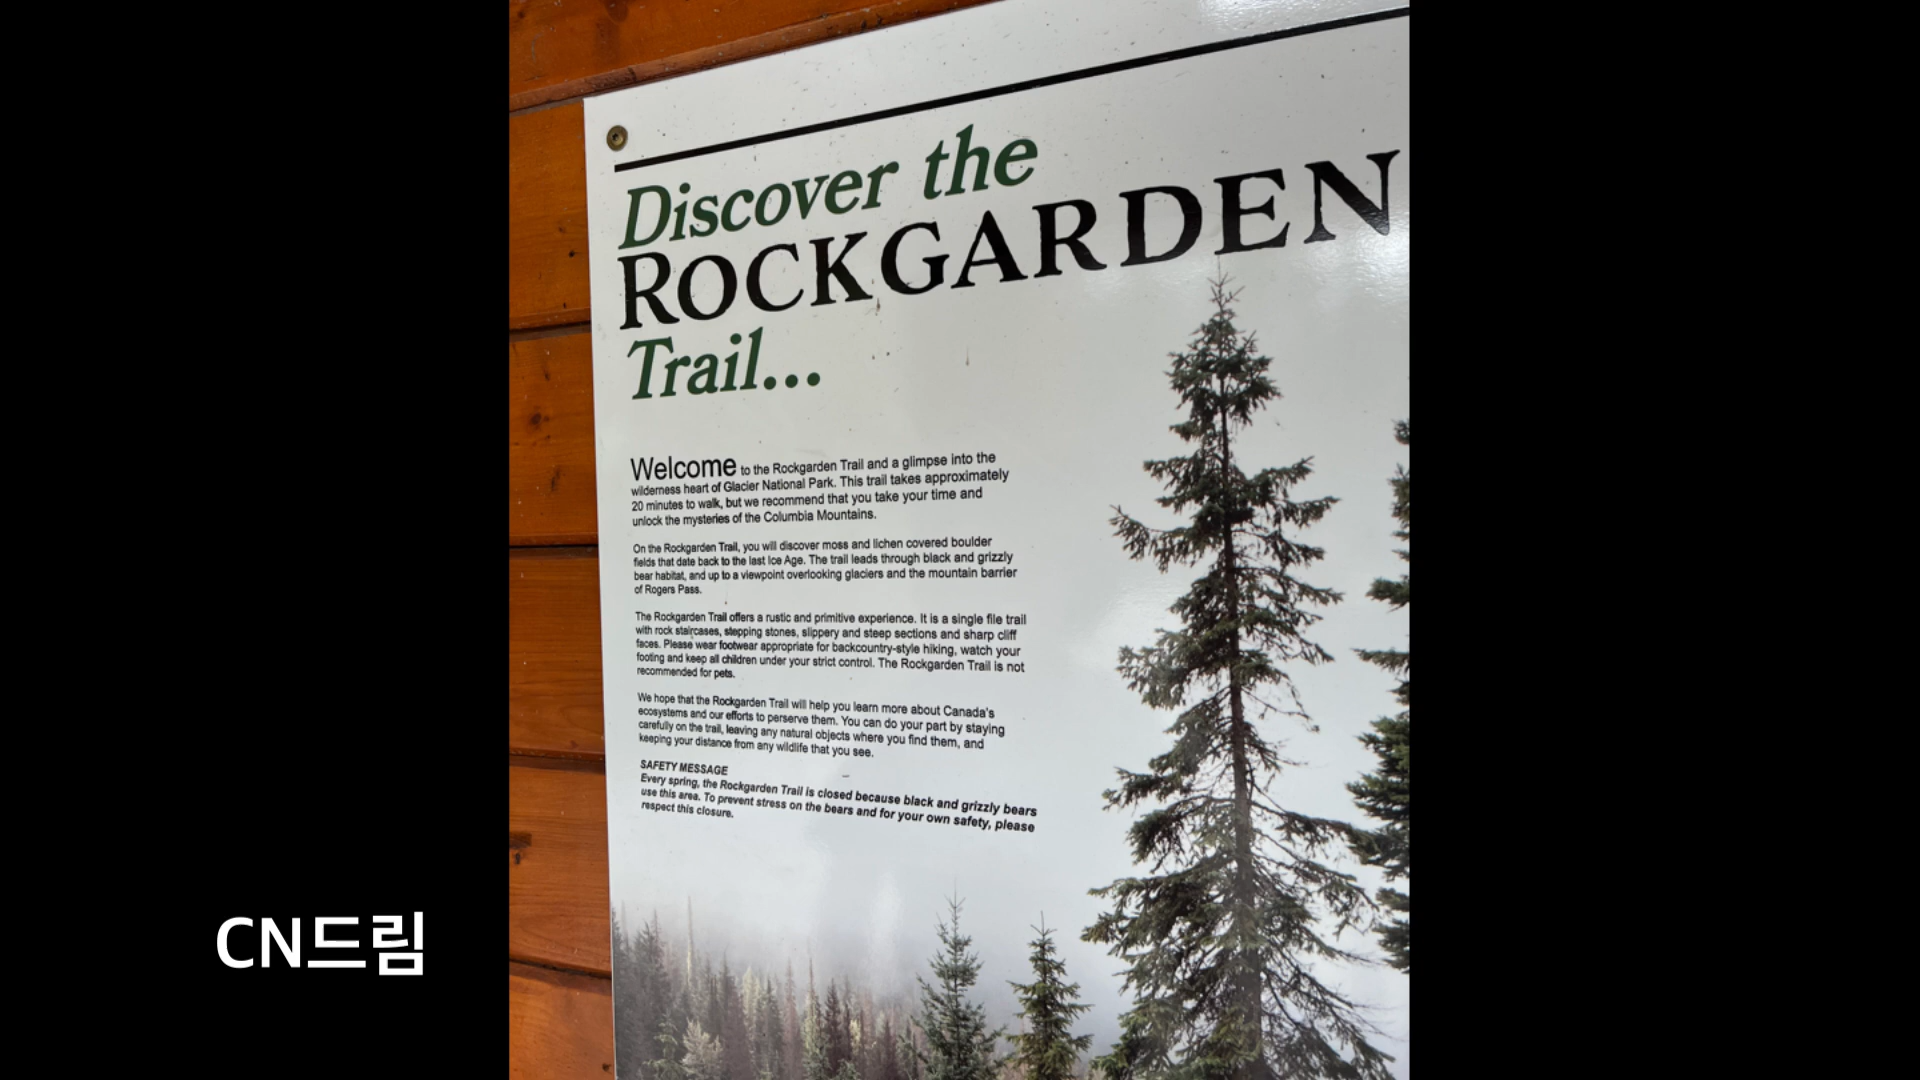 Discover the
ROCKGARDEN
Trail...
Welcome to the Rockgarden Trail and a glimpse into the
wilderness heart of Glacier National Park. This trail takes approximately
20 minutes to walk, but we recommend that you take your time and
unlock the mysteries of the Columbia Mountains.
On the Rockgarden Trail, you will discover moss and lichen covered boulder
fields that date back to the last Ice Age. The trail leads through black and grizzly
bear habitat, and up to a viewpoint overlooking glaciers and the mountain barrier
of Rogers Pass.
The Rockgarden Trail offers a rustic and primitive experience. It is a single file trail
with rock staircases, stepping stones, slippery and steep sections and sharp cliff
faces. Please wear footwear appropriate for backcountry-style hiking, watch your
footing and keep all children under your strict control. The Rockgarden Trail is not
recommended for pets.
We hope that the Rockgarden Trail will help you learn more about Canada's
ecosystems and our efforts to perserve them. You can do your part by staying
carefully on the trail, leaving any natural objects where you find them, and
keeping your distance from any wildlife that you see.
SAFETY MESSAGE
Every spring, the Rockgarden Trail is closed because black and grizzly bears
use this area. To prevent stress on the bears and for your own safety, please
respect this closure.
CN드림